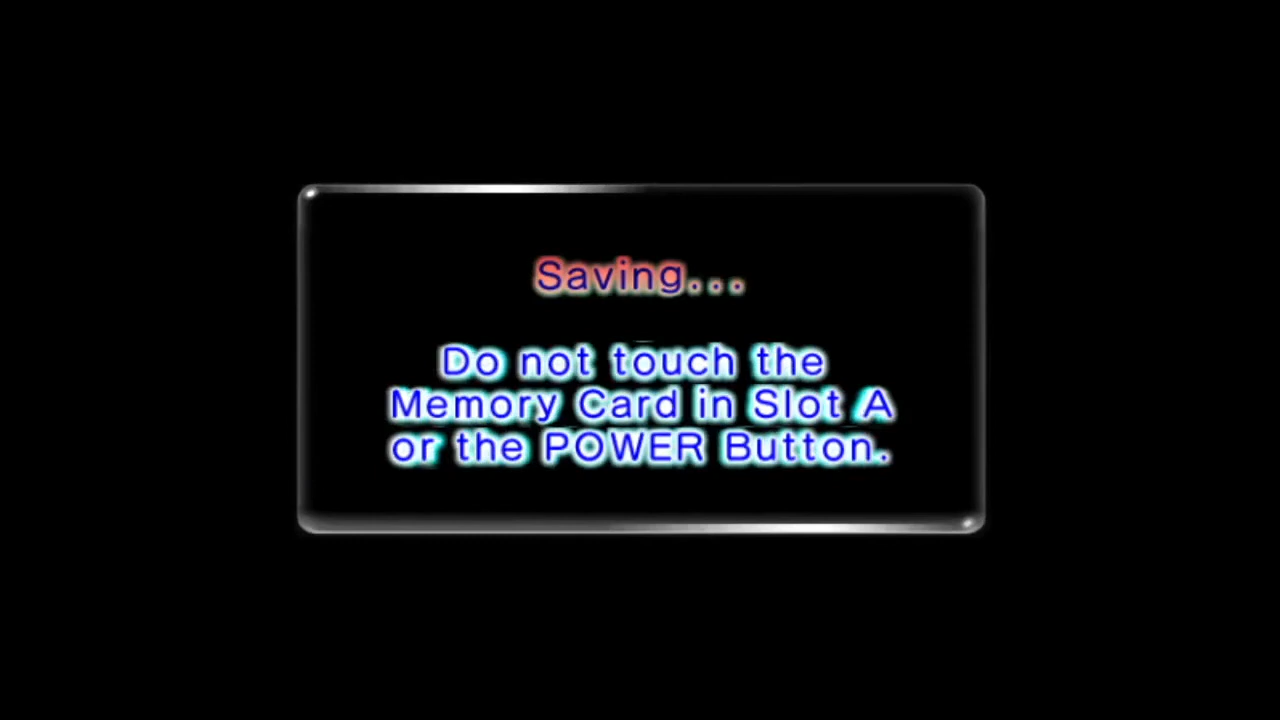 Saving...
Do not touch the
Memory Card in Slot A
or the POWER Button.